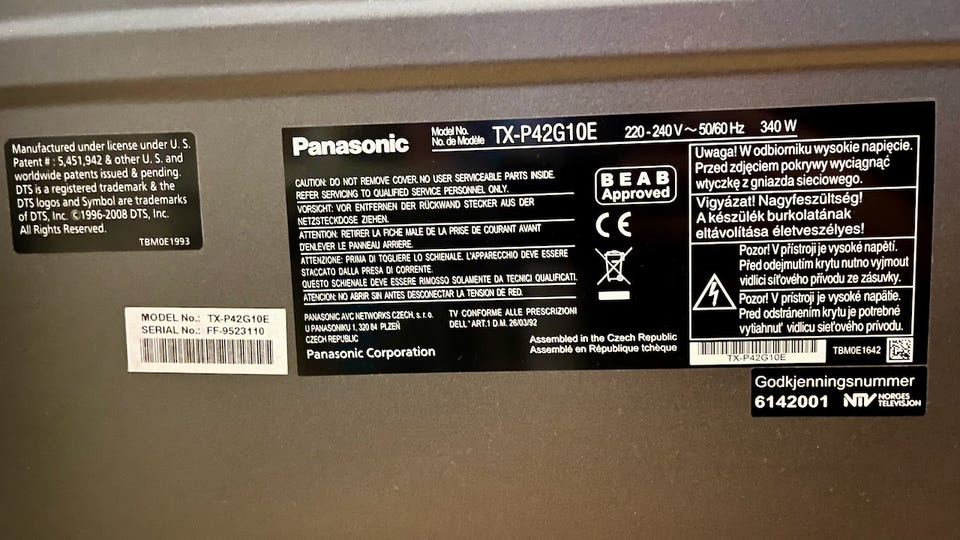 Manufactured under license under U. S.
Patent # : 5,451,942 & other U. S. and
worldwide patents issued & pending.
DTS is a registered trademark & the
DTS logos and Symbol are trademarks
of DTS, Inc. ©1996-2008 DTS, Inc.
All Rights Reserved.
TBM0E1993
MODEL No.: TX-P42G10E
SERIAL No.: FF-9523110
Panasonic
Model No.
No. de Modèle
TX-P42G10E
220 - 240 V ~ 50/60 Hz 340 W
CAUTION: DO NOT REMOVE COVER. NO USER SERVICEABLE PARTS INSIDE.
REFER SERVICING TO QUALIFIED SERVICE PERSONNEL ONLY.
VORSICHT: VOR ENTFERNEN DER RÜCKWAND STECKER AUS DER
NETZSTECKDOSE ZIEHEN.
ATTENTION: RETIRER LA FICHE MALE DE LA PRISE DE COURANT AVANT
D'ENLEVER LE PANNEAU ARRIERE.
ATTENZIONE: PRIMA DI TOGLIERE LO SCHIENALE. L'APPARECCHIO DEVE ESSERE
STACCATO DALLA PRESA DI CORRENTE.
QUESTO SCHIENALE DEVE ESSERE RIMOSSO SOLAMENTE DA TECNICI QUALIFICATI.
ATENCION: NO ABRIR SIN ANTES DESCONECTAR LA TENSION DE RED.
PANASONIC AVC NETWORKS CZECH, s. r. o.
U PANASONIKU 1, 320 84 PLZEŇ
CZECH REPUBLIC
Panasonic Corporation
TV CONFORME ALLE PRESCRIZIONI
DELL' ART.1 D.M. 26/03/92
Assembled in the Czech Republic
Assemblé en République tchèque
BEAB
Approved
CE
Uwaga! W odbiorniku wysokie napięcie.
Przed zdjęciem pokrywy wyciągnąć
wtyczkę z gniazda sieciowego.
Vigyázat! Nagyfeszültség!
A készülék burkolatának
eltávolítása életveszélyes!
Pozor! V přístroji je vysoké napětí.
Před odejmutím krytu nutno vyjmout
vidlici síťového přívodu ze zásuvky.
Pozor! V prístroji je vysoké napätie.
Pred odstránením krytu je potrebné
vytiahnuť vidlicu sieťového prívodu.
TX-P42G10E
TBM0E1642
Godkjenningsnummer
6142001 NTV NORGES
TELEVISJON